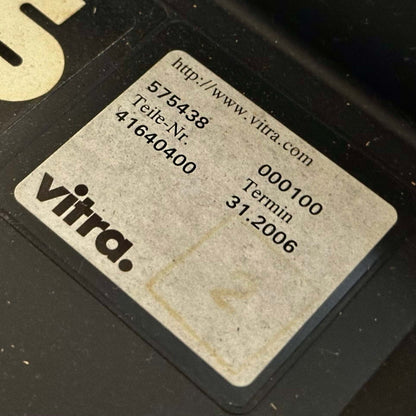 S
http://www.vitra.com
575438 000100
Teile-Nr. Termin
41640400 31.2006
vitra.
2